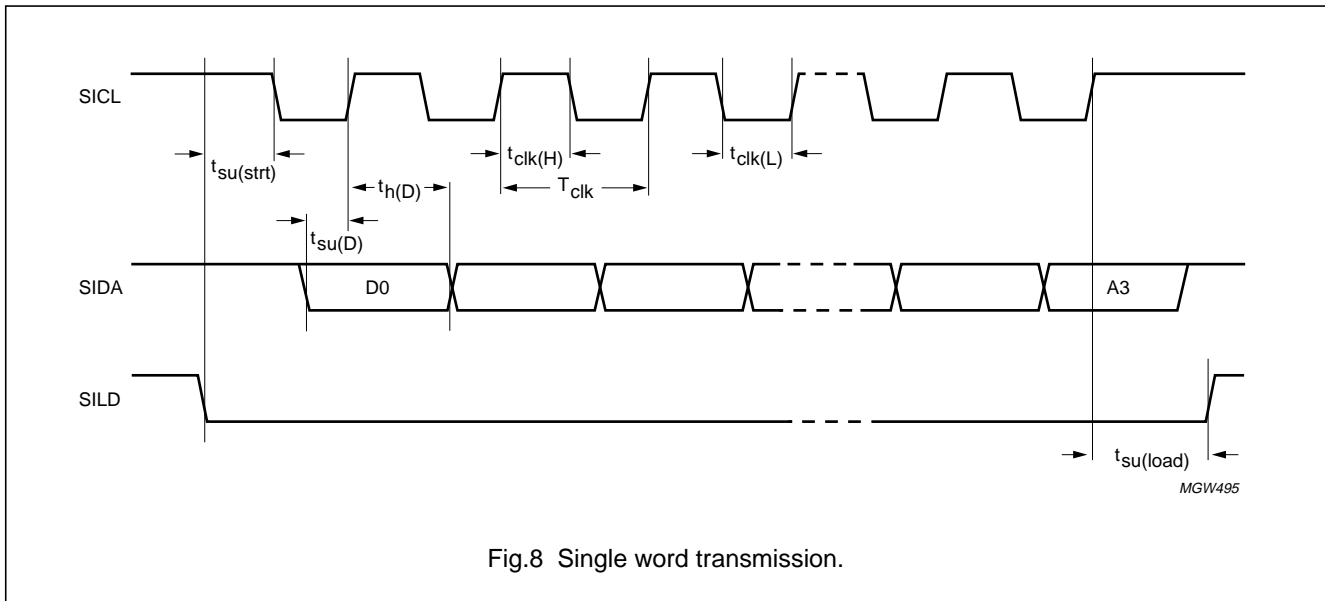 SICL
tsu(strt)
tclk(H)
tclk(L)
th(D)
Tclk
tsu(D)
SIDA
D0
A3
SILD
tsu(load)
MGW495
Fig.8 Single word transmission.